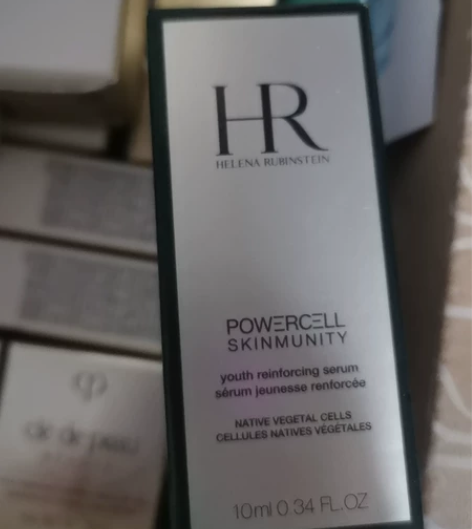 HR
HELENA RUBINSTEIN
POWERCELL
SKINMUNITY
youth reinforcing serum
sérum jeunesse renforcée
NATIVE VEGETAL CELLS
CELLULES NATIVES VÉGÉTALES
10ml 0.34 FL.OZ
clé de peau